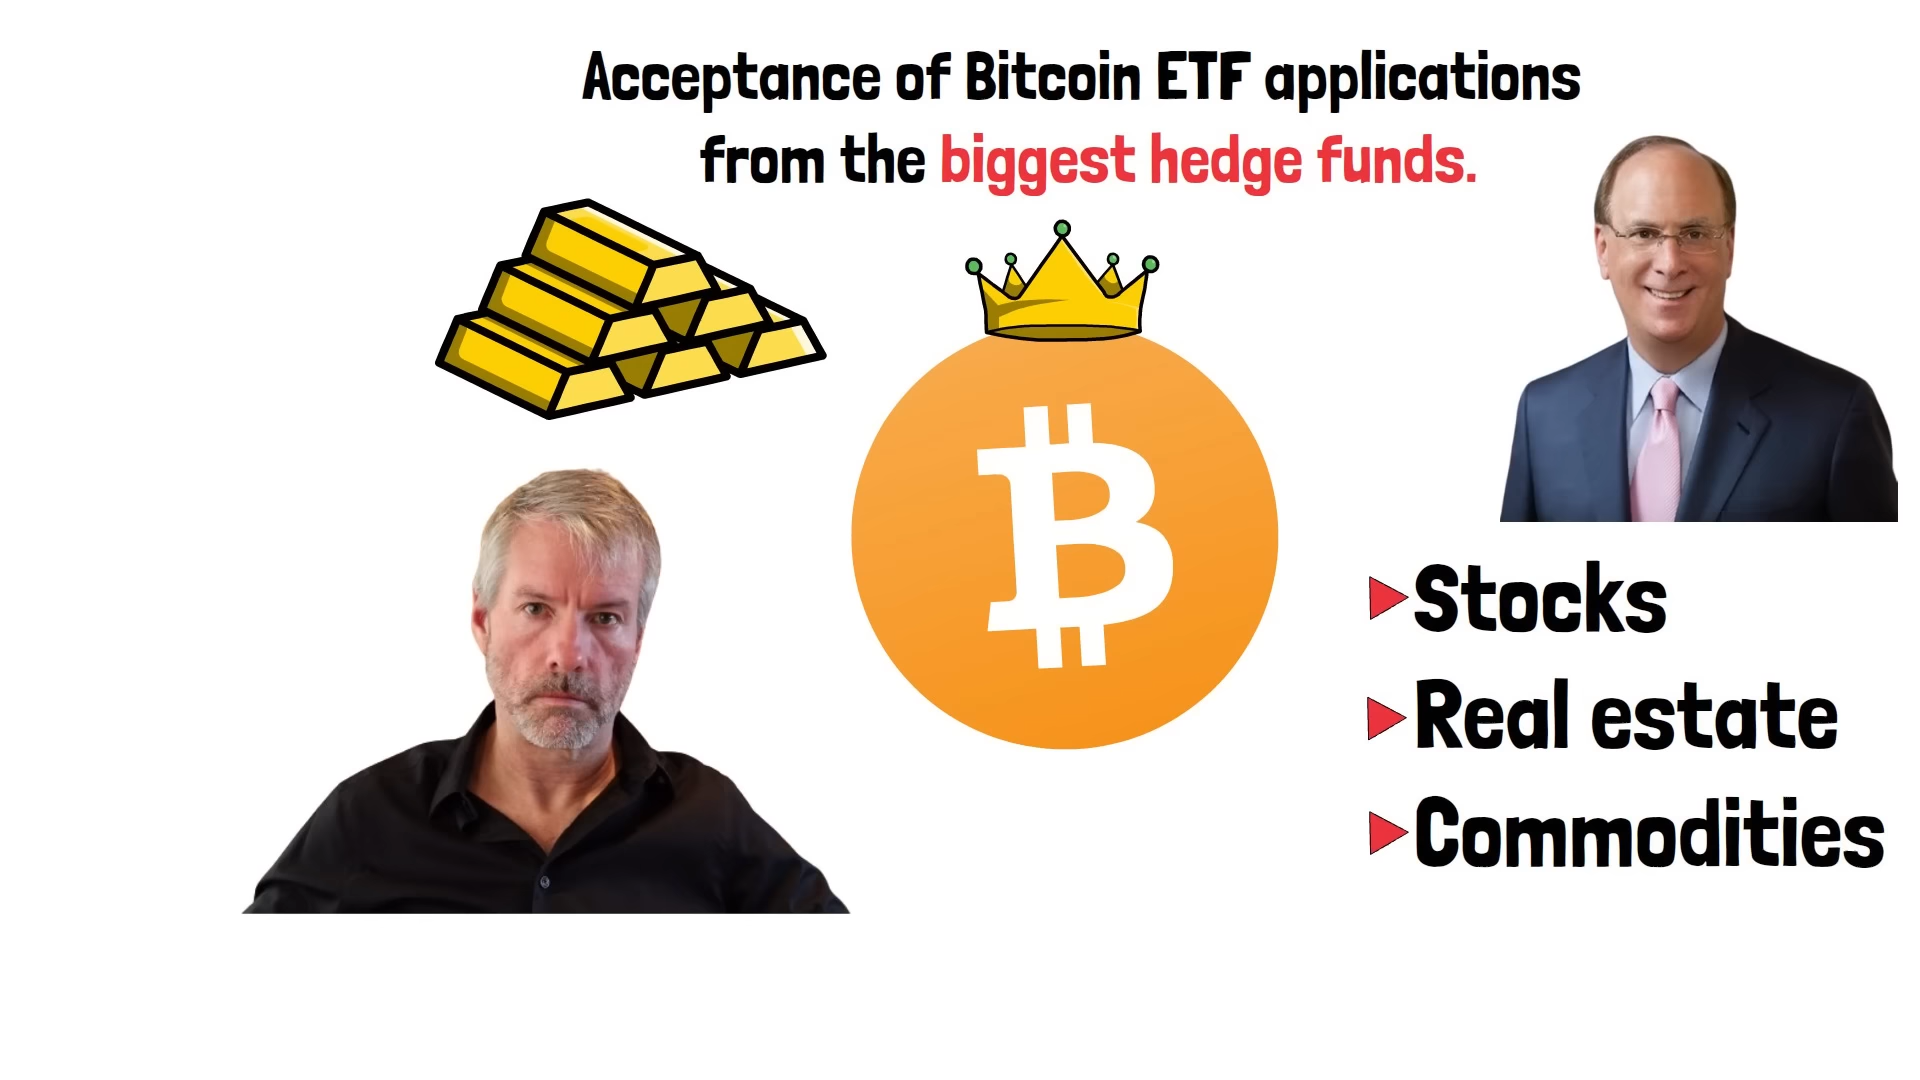 Acceptance of Bitcoin ETF applications
from the biggest hedge funds.
Stocks
Real estate
Commodities